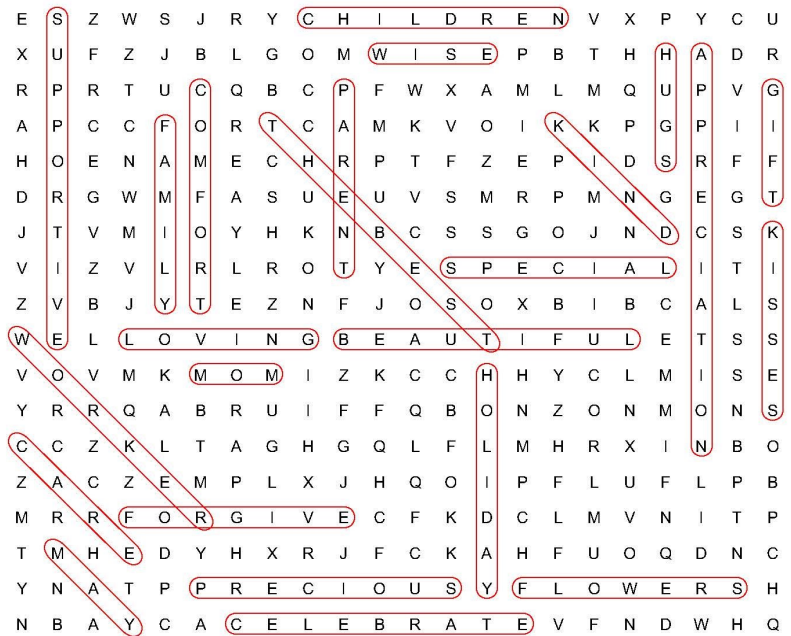 E S Z W S J R Y C H I L D R E N V X P Y C U
X U F Z J B L G O M W I S E P B T H H A D R
R P R T U C Q B C P F W X A M L M Q U P V G
A P C C F O R T C A M K V O I K K P G P I I
H O E N A M E C H R P T F Z E P I D S R F F
D R G W M F A S U E U V S M R P M N G E G T
J T V M I O Y H K N B C S S G O J N D C S K
V I Z V L R L R O T Y E S P E C I A L I T I
Z V B J Y T E Z N F J O S O X B I B C A L S
W E L L O V I N G B E A U T I F U L E T S S
V O V M K M O M I Z K C C H H Y C L M I S E
Y R R Q A B R U I F F Q B O N Z O N M O N S
C C Z K L T A G H G Q L F L M H R X I N B O
Z A C Z E M P L X J H Q O I P F L U F L P B
M R R F O R G I V E C F K D C L M V N I T P
T M H E D Y H X R J F C K A H F U O Q D N C
Y N A T P P R E C I O U S Y F L O W E R S H
N B A Y C A C E L E B R A T E V F N D W H Q